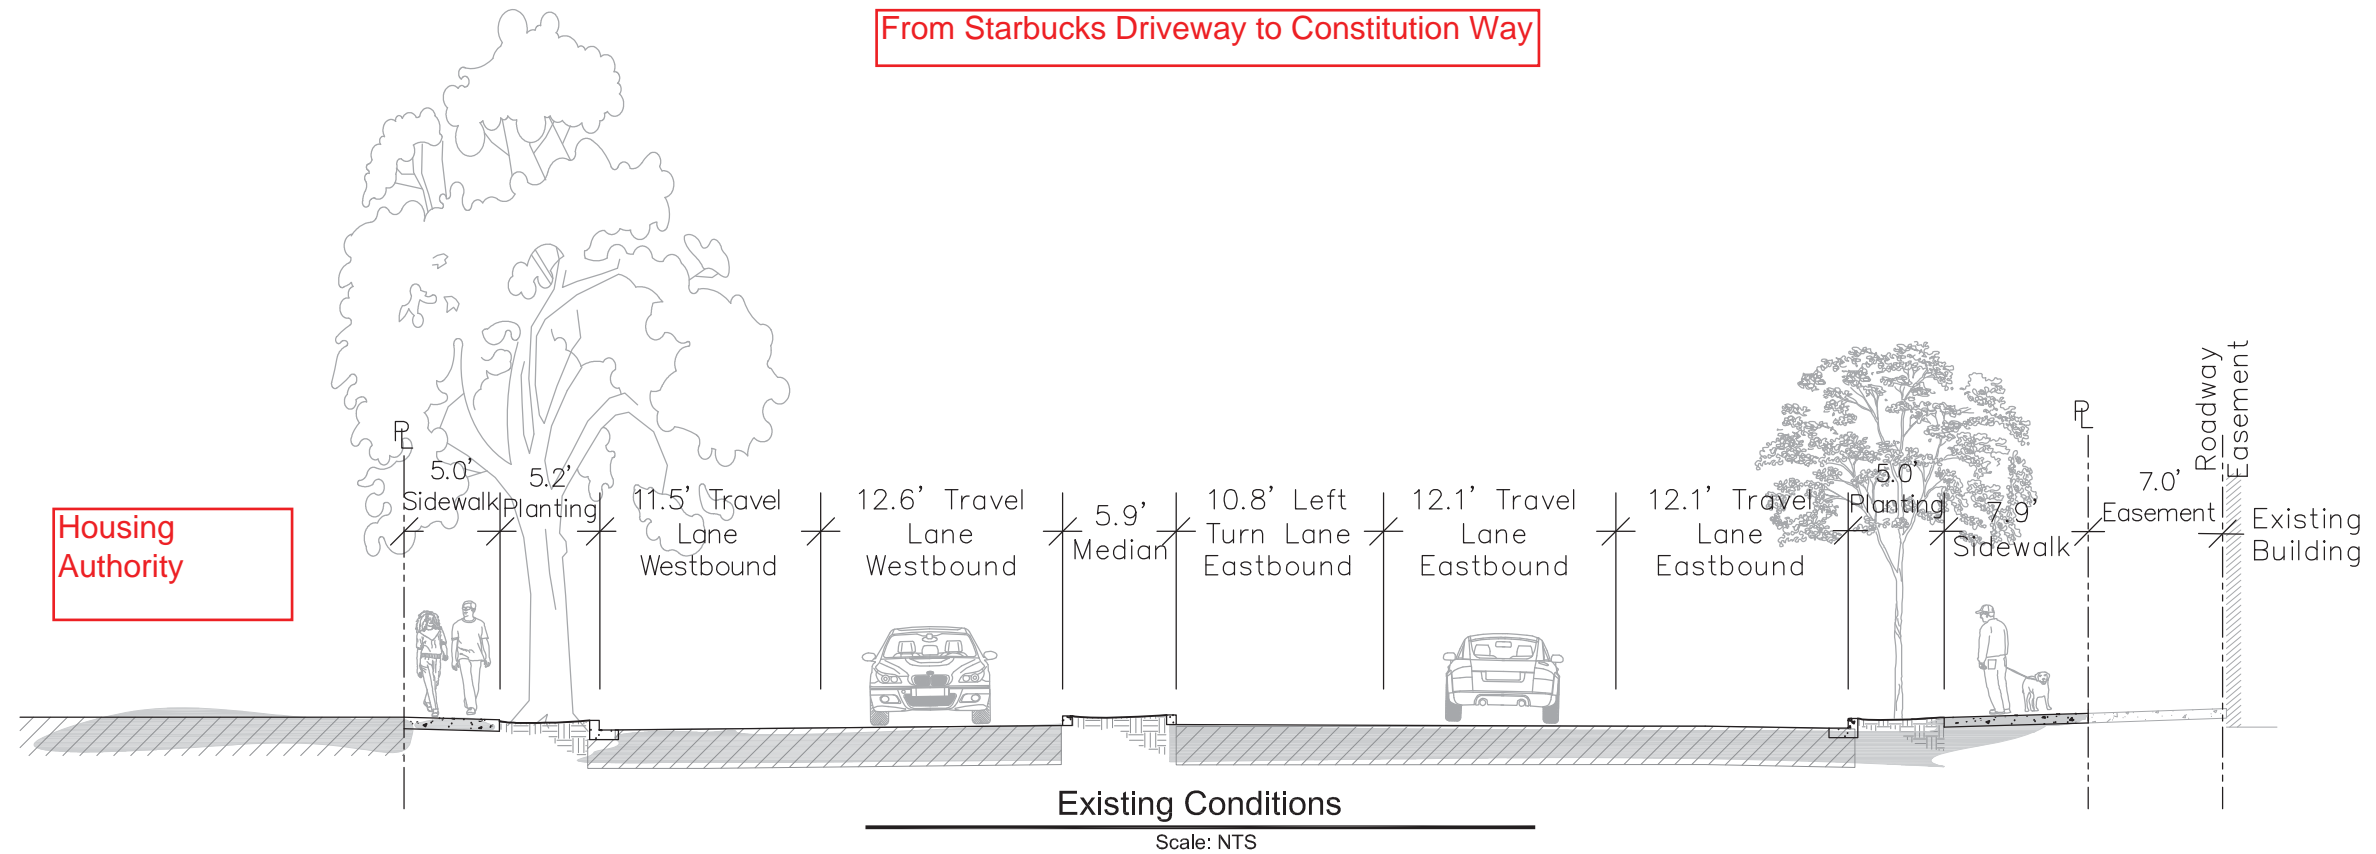 From Starbucks Driveway to Constitution Way
Housing
Authority
PL
5.0'
Sidewalk
5.2'
Planting
11.5' Travel
Lane
Westbound
12.6' Travel
Lane
Westbound
5.9'
Median
10.8' Left
Turn Lane
Eastbound
12.1' Travel
Lane
Eastbound
12.1' Travel
Lane
Eastbound
5.0'
Planting
7.9'
Sidewalk
PL
7.0'
Easement
Roadway
Easement
Existing
Building
Existing Conditions
Scale: NTS